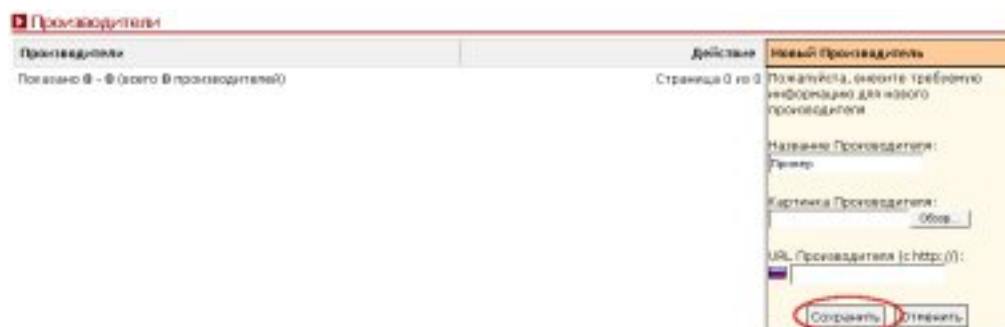 Производители
Производители Действие Новый Производитель
Показано 0 - 0 (всего 0 производителей) Страница 0 из 0
Пожалуйста, внесите требуемую
информацию для нового
производителя
Название Производителя:
Пример
Картинка Производителя:
Обзор...
URL Производителя (с http://):
Сохранить Отменить